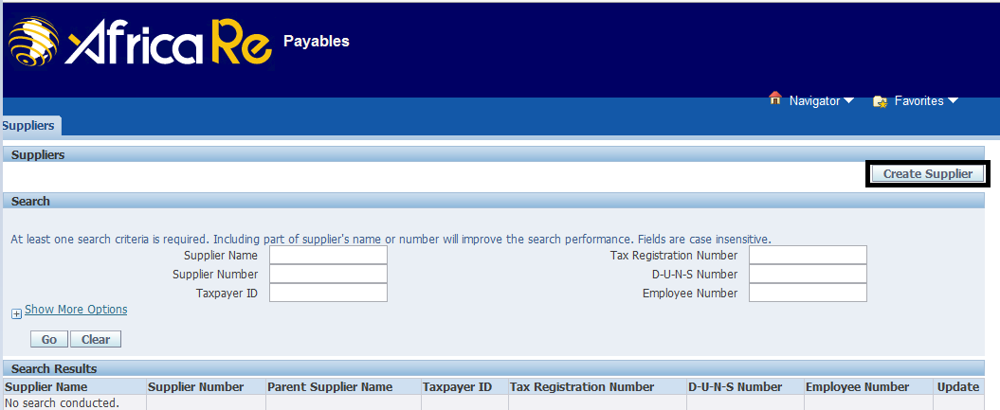 AfricaRe Payables
Navigator Favorites
Suppliers
Suppliers
Create Supplier
Search
At least one search criteria is required. Including part of supplier's name or number will improve the search performance. Fields are case insensitive.
Supplier Name Tax Registration Number
Supplier Number D-U-N-S Number
Taxpayer ID Employee Number
Show More Options
Go Clear
Search Results
Supplier Name Supplier Number Parent Supplier Name Taxpayer ID Tax Registration Number D-U-N-S Number Employee Number Update
No search conducted.